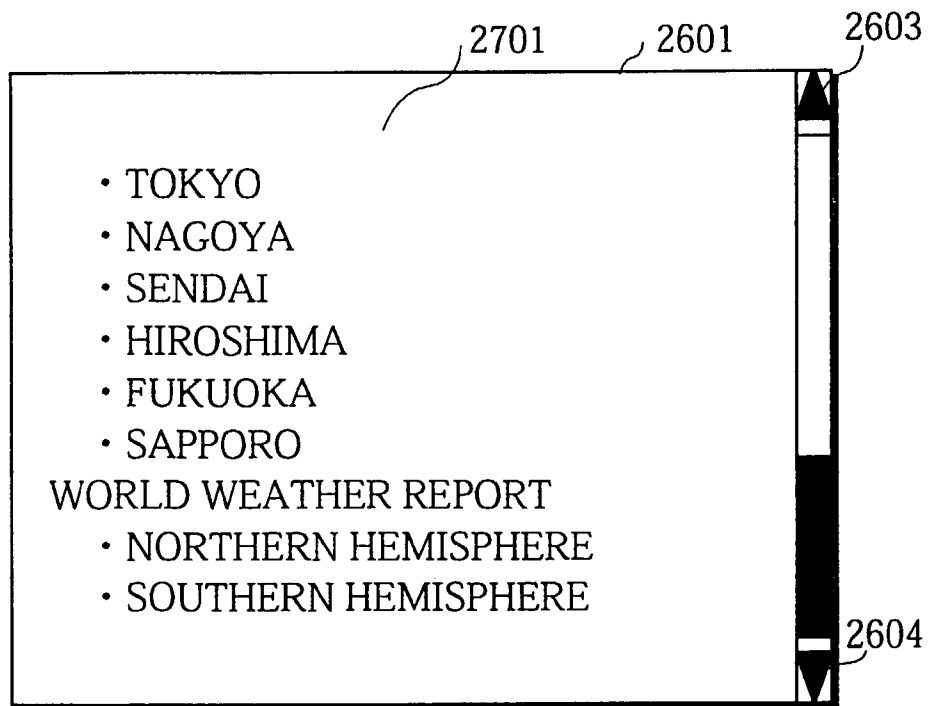 2701 2601 2603
・TOKYO
・NAGOYA
・SENDAI
・HIROSHIMA
・FUKUOKA
・SAPPORO
WORLD WEATHER REPORT
・NORTHERN HEMISPHERE
・SOUTHERN HEMISPHERE
2604